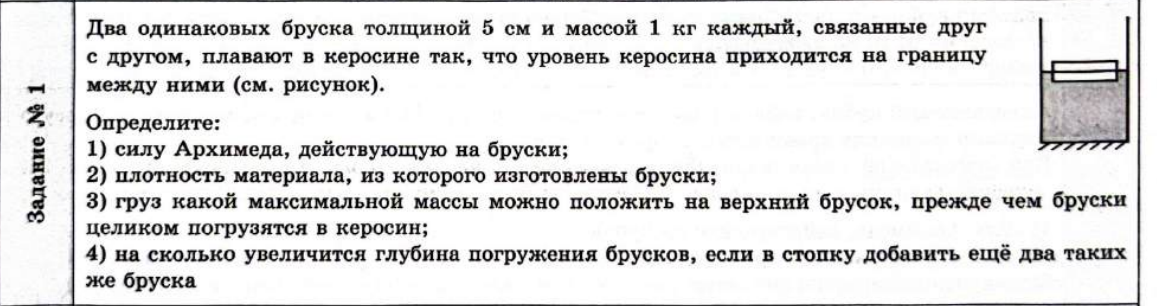 Задание № 1
Два одинаковых бруска толщиной 5 см и массой 1 кг каждый, связанные друг
с другом, плавают в керосине так, что уровень керосина приходится на границу
между ними (см. рисунок).
Определите:
1) силу Архимеда, действующую на бруски;
2) плотность материала, из которого изготовлены бруски;
3) груз какой максимальной массы можно положить на верхний брусок, прежде чем бруски
целиком погрузятся в керосин;
4) на сколько увеличится глубина погружения брусков, если в стопку добавить ещё два таких
же бруска